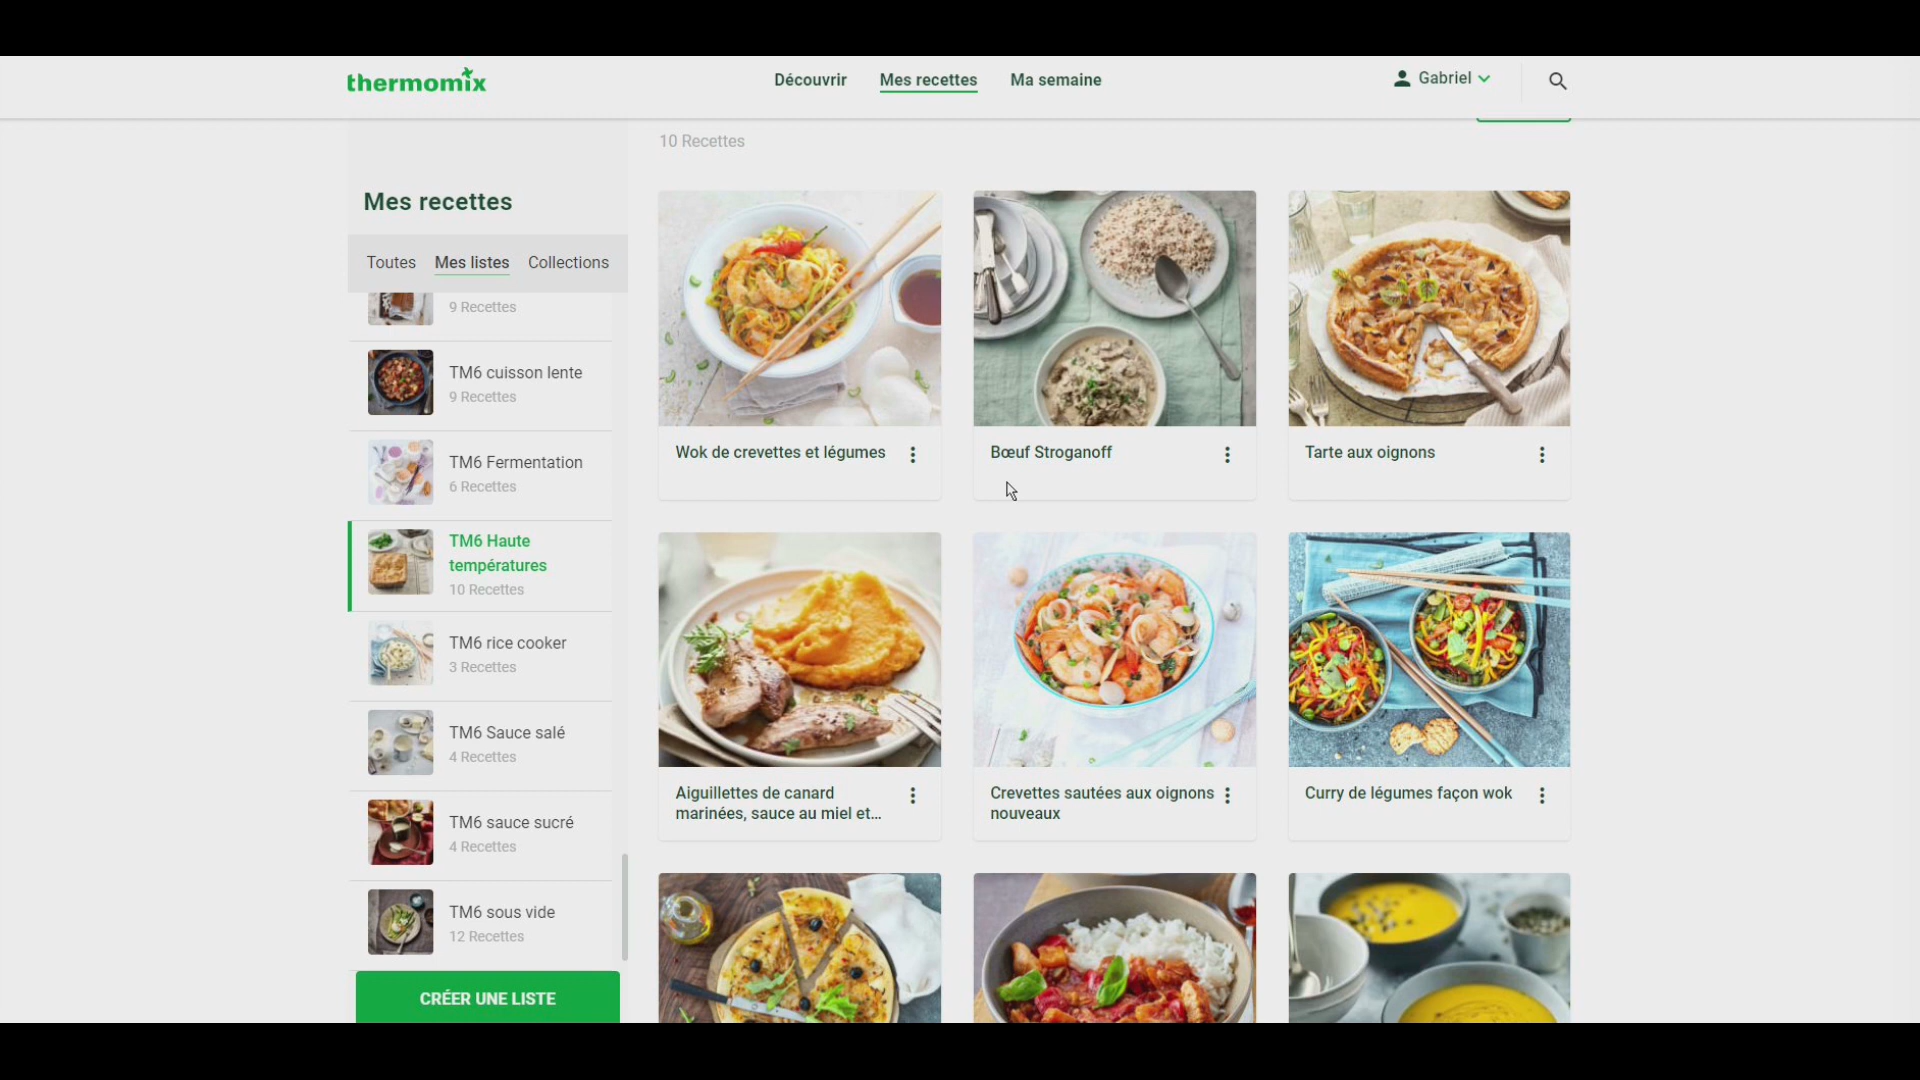 thermomix
Découvrir
Mes recettes
Ma semaine
Gabriel
10 Recettes
Mes recettes
Toutes
Mes listes
Collections
9 Recettes
TM6 cuisson lente
9 Recettes
TM6 Fermentation
6 Recettes
TM6 Haute
températures
10 Recettes
TM6 rice cooker
3 Recettes
TM6 Sauce salé
4 Recettes
TM6 sauce sucré
4 Recettes
TM6 sous vide
12 Recettes
CRÉER UNE LISTE
Wok de crevettes et légumes
Bœuf Stroganoff
Tarte aux oignons
Aiguillettes de canard
marinées, sauce au miel et...
Crevettes sautées aux oignons
nouveaux
Curry de légumes façon wok